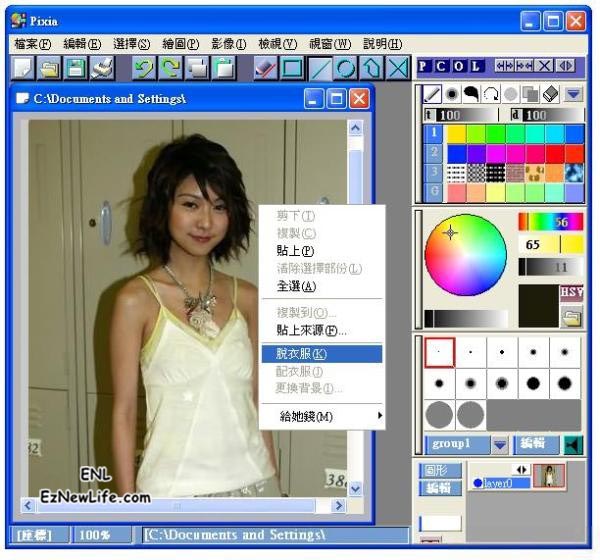 Pixia
檔案(F) 編輯(E) 選擇(S) 繪圖(P) 影像(I) 檢視(V) 視窗(W) 說明(H)
P C O L
C:\Documents and Settings\
t 100 d 100
1
2
3
G
56
65
11
HSV
剪下(T)
複製(C)
貼上(P)
清除選擇部份(L)
全選(A)
複製到(O)...
貼上來源(F)...
脫衣服(K)
配衣服(J)
更換背景(I)...
給她錢(M)
group1 編輯
圖形
編輯
layer0
32
38
ENL
EzNewLife.com
[座標] 100% [C:\Documents and Settings\